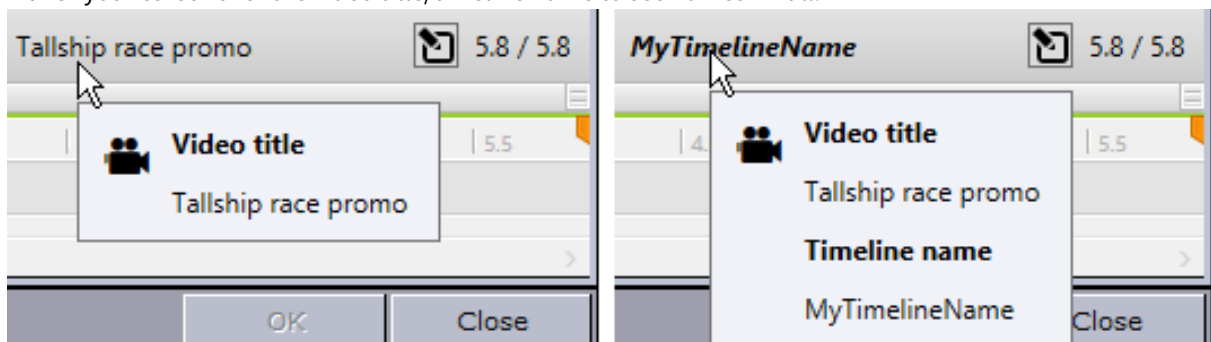 Tallship race promo
5.8 / 5.8
Video title
5.5
Tallship race promo
OK
Close
MyTimelineName
5.8 / 5.8
4.
Video title
5.5
Tallship race promo
Timeline name
MyTimelineName
Close